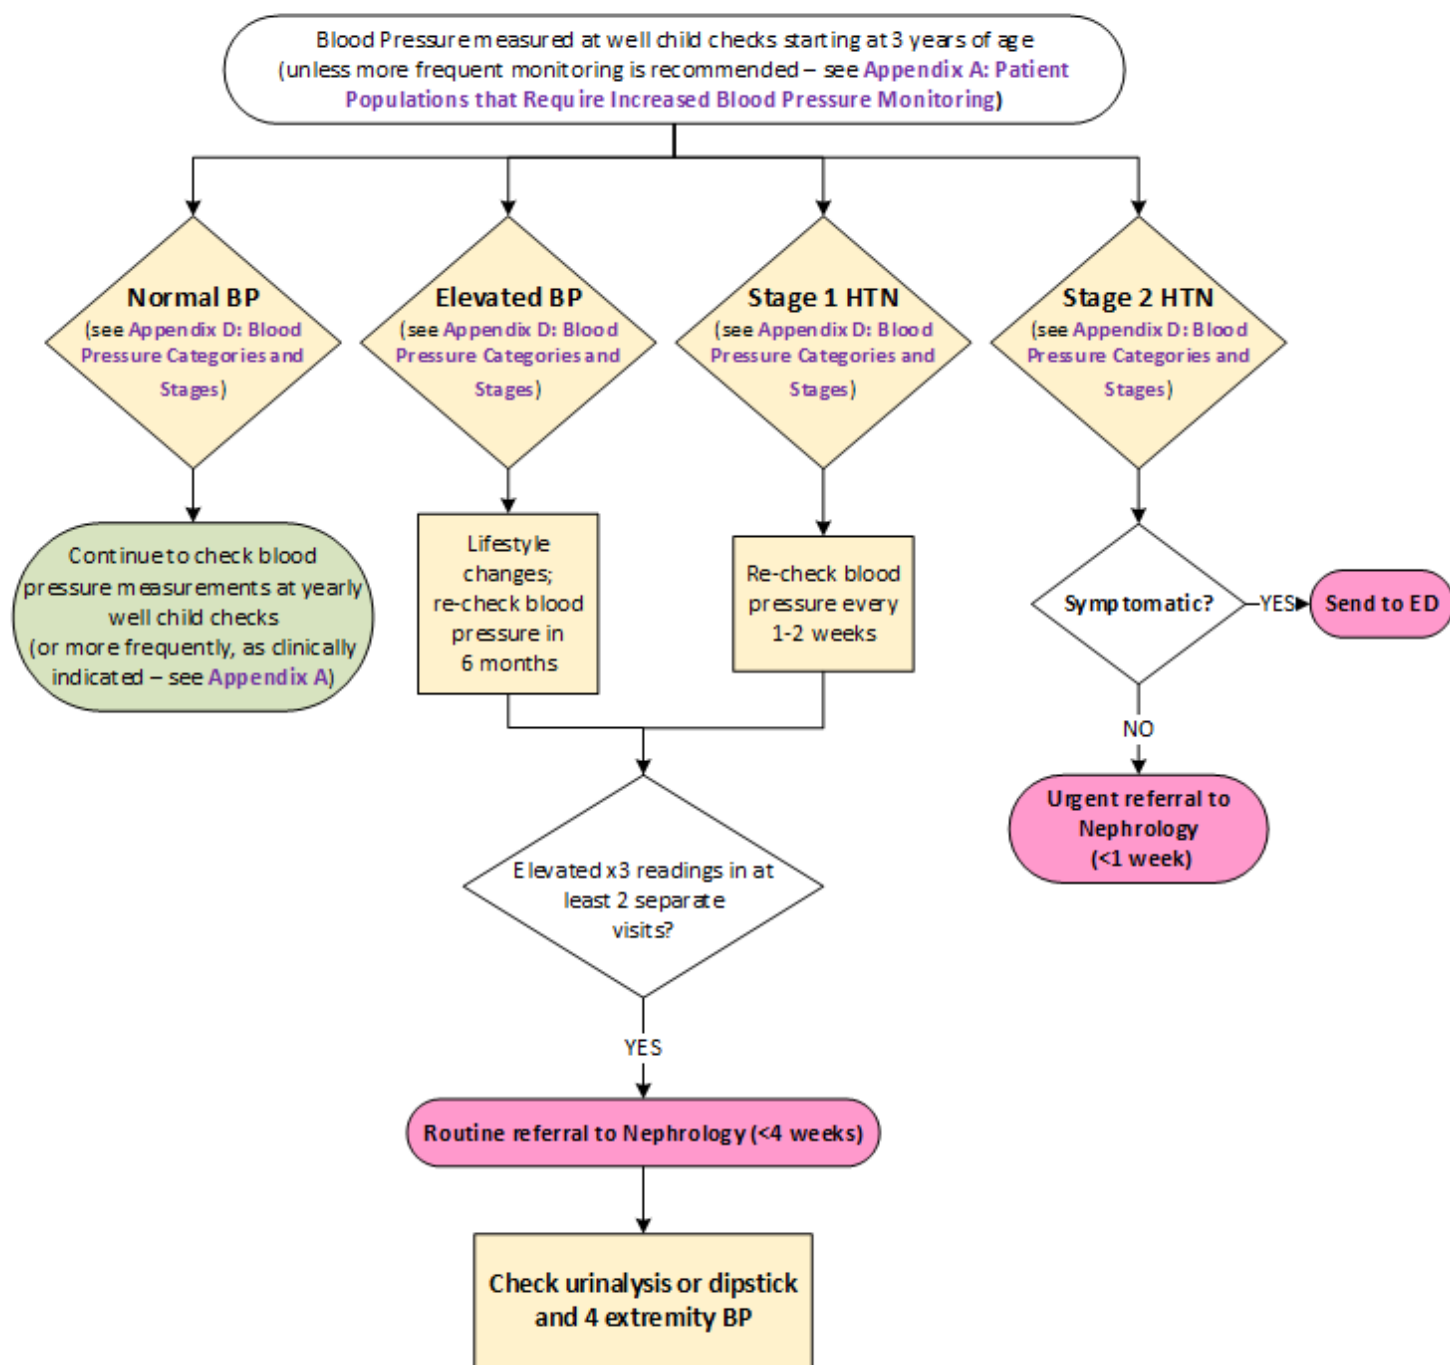 Blood Pressure measured at well child checks starting at 3 years of age
(unless more frequent monitoring is recommended – see Appendix A: Patient
Populations that Require Increased Blood Pressure Monitoring)
Normal BP
(see Appendix D: Blood
Pressure Categories and
Stages)
Elevated BP
(see Appendix D: Blood
Pressure Categories and
Stages)
Stage 1 HTN
(see Appendix D: Blood
Pressure Categories and
Stages)
Stage 2 HTN
(see Appendix D: Blood
Pressure Categories and
Stages)
Continue to check blood
pressure measurements at yearly
well child checks
(or more frequently, as clinically
indicated – see Appendix A)
Lifestyle
changes;
re-check blood
pressure in
6 months
Re-check blood
pressure every
1-2 weeks
Symptomatic?
YES
Send to ED
NO
Urgent referral to
Nephrology
(<1 week)
Elevated x3 readings in at
least 2 separate
visits?
YES
Routine referral to Nephrology (<4 weeks)
Check urinalysis or dipstick
and 4 extremity BP